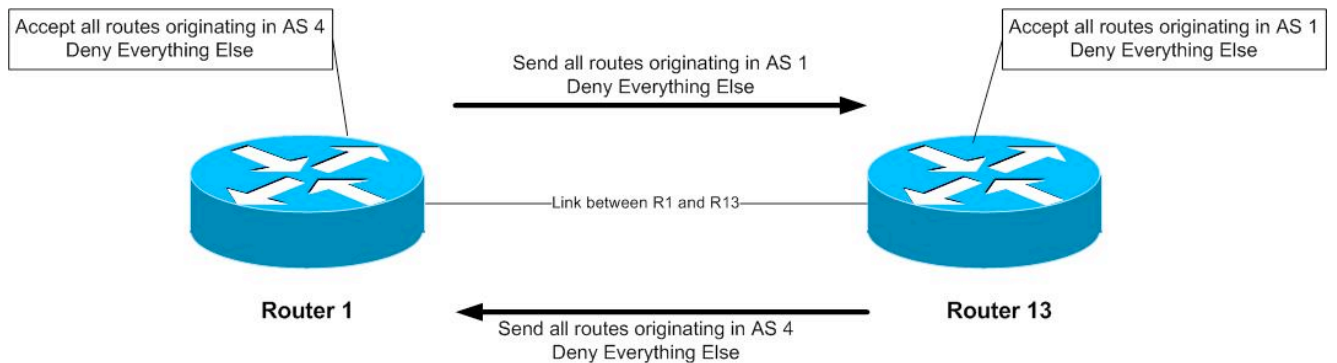 Accept all routes originating in AS 4
Deny Everything Else
Accept all routes originating in AS 1
Deny Everything Else
Send all routes originating in AS 1
Deny Everything Else
Link between R1 and R13
Router 1
Router 13
Send all routes originating in AS 4
Deny Everything Else